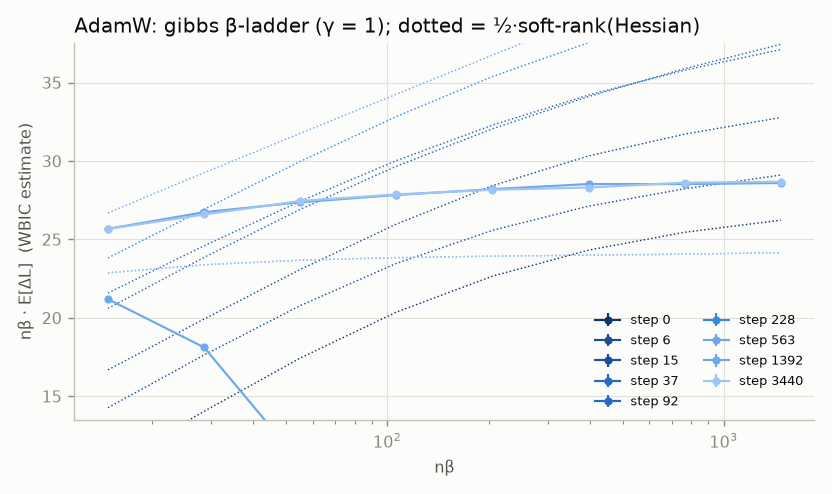 AdamW: gibbs β-ladder (γ = 1); dotted = ½·soft-rank(Hessian)
35
30
25
20
15
nβ · E[ΔL]  (WBIC estimate)
step 0
step 6
step 15
step 37
step 92
step 228
step 563
step 1392
step 3440
10²
10³
nβ